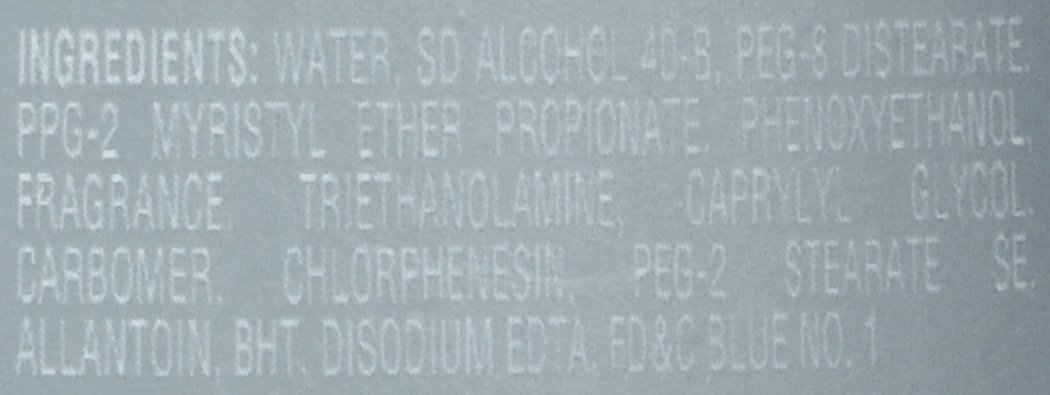 INGREDIENTS: WATER, SD ALCOHOL 40-B, PEG-8 DISTEARATE,
PPG-2 MYRISTYL ETHER PROPIONATE, PHENOXYETHANOL,
FRAGRANCE, TRIETHANOLAMINE, CAPRYLYL GLYCOL,
CARBOMER, CHLORPHENESIN, PEG-2 STEARATE SE,
ALLANTOIN, BHT, DISODIUM EDTA, FD&C BLUE NO. 1